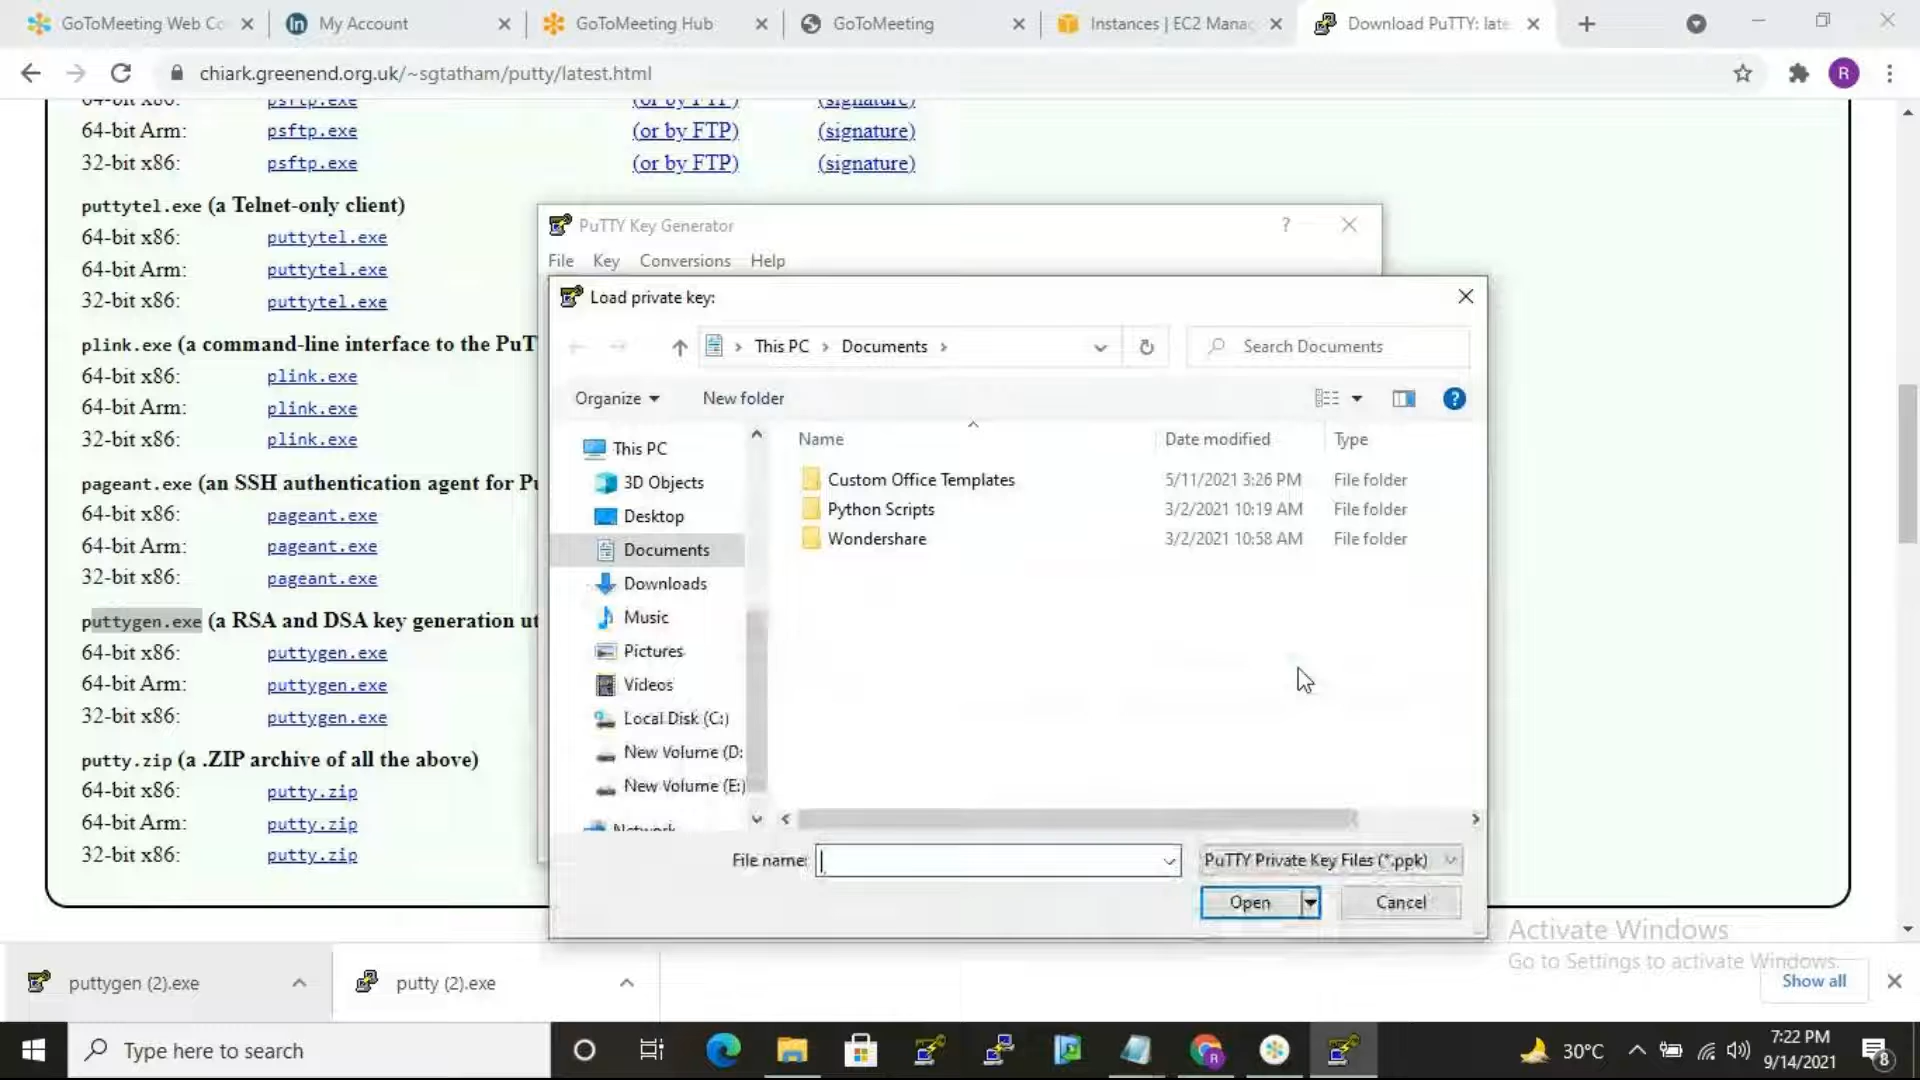 GoToMeeting Web Co
My Account
GoToMeeting Hub
GoToMeeting
Instances | EC2 Manag
Download PuTTY: late
chiark.greenend.org.uk/~sgtatham/putty/latest.html
R
64-bit x86: psftp.exe (or by FTP) (signature)
64-bit Arm: psftp.exe (or by FTP) (signature)
32-bit x86: psftp.exe (or by FTP) (signature)
puttytel.exe (a Telnet-only client)
64-bit x86: puttytel.exe
64-bit Arm: puttytel.exe
32-bit x86: puttytel.exe
plink.exe (a command-line interface to the PuT
64-bit x86: plink.exe
64-bit Arm: plink.exe
32-bit x86: plink.exe
pageant.exe (an SSH authentication agent for Pu
64-bit x86: pageant.exe
64-bit Arm: pageant.exe
32-bit x86: pageant.exe
puttygen.exe (a RSA and DSA key generation ut
64-bit x86: puttygen.exe
64-bit Arm: puttygen.exe
32-bit x86: puttygen.exe
putty.zip (a .ZIP archive of all the above)
64-bit x86: putty.zip
64-bit Arm: putty.zip
32-bit x86: putty.zip
PuTTY Key Generator ?
File Key Conversions Help
Load private key:
This PC Documents
Search Documents
Organize New folder ?
This PC
3D Objects
Desktop
Documents
Downloads
Music
Pictures
Videos
Local Disk (C:)
New Volume (D:
New Volume (E:)
Network
Name Date modified Type
Custom Office Templates 5/11/2021 3:26 PM File folder
Python Scripts 3/2/2021 10:19 AM File folder
Wondershare 3/2/2021 10:58 AM File folder
File name: PuTTY Private Key Files (*.ppk)
Open Cancel
Activate Windows
Go to Settings to activate Windows.
puttygen (2).exe
putty (2).exe
Show all
Type here to search
R
30°C
7:22 PM
9/14/2021
8